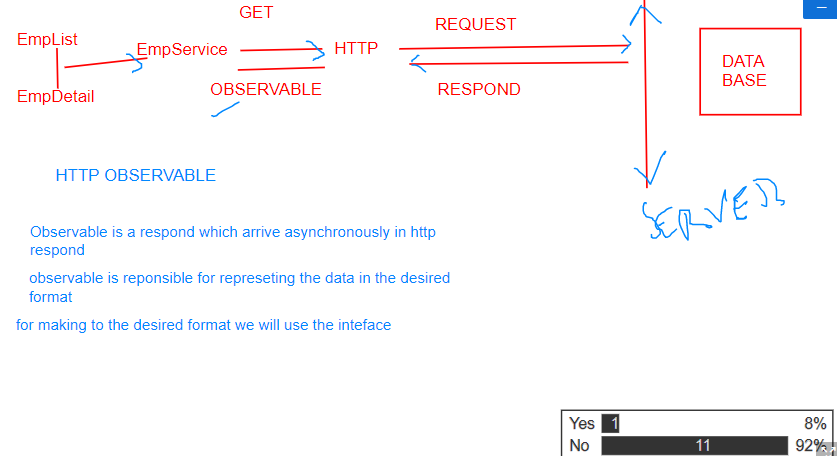 GET
EmpList
EmpService
HTTP
REQUEST
EmpDetail
OBSERVABLE
RESPOND
DATA
BASE
SERVER
HTTP OBSERVABLE
Observable is a respond which arrive asynchronously in http
respond
observable is reponsible for represeting the data in the desired
format
for making to the desired format we will use the inteface
Yes 1 8%
No 11 92%